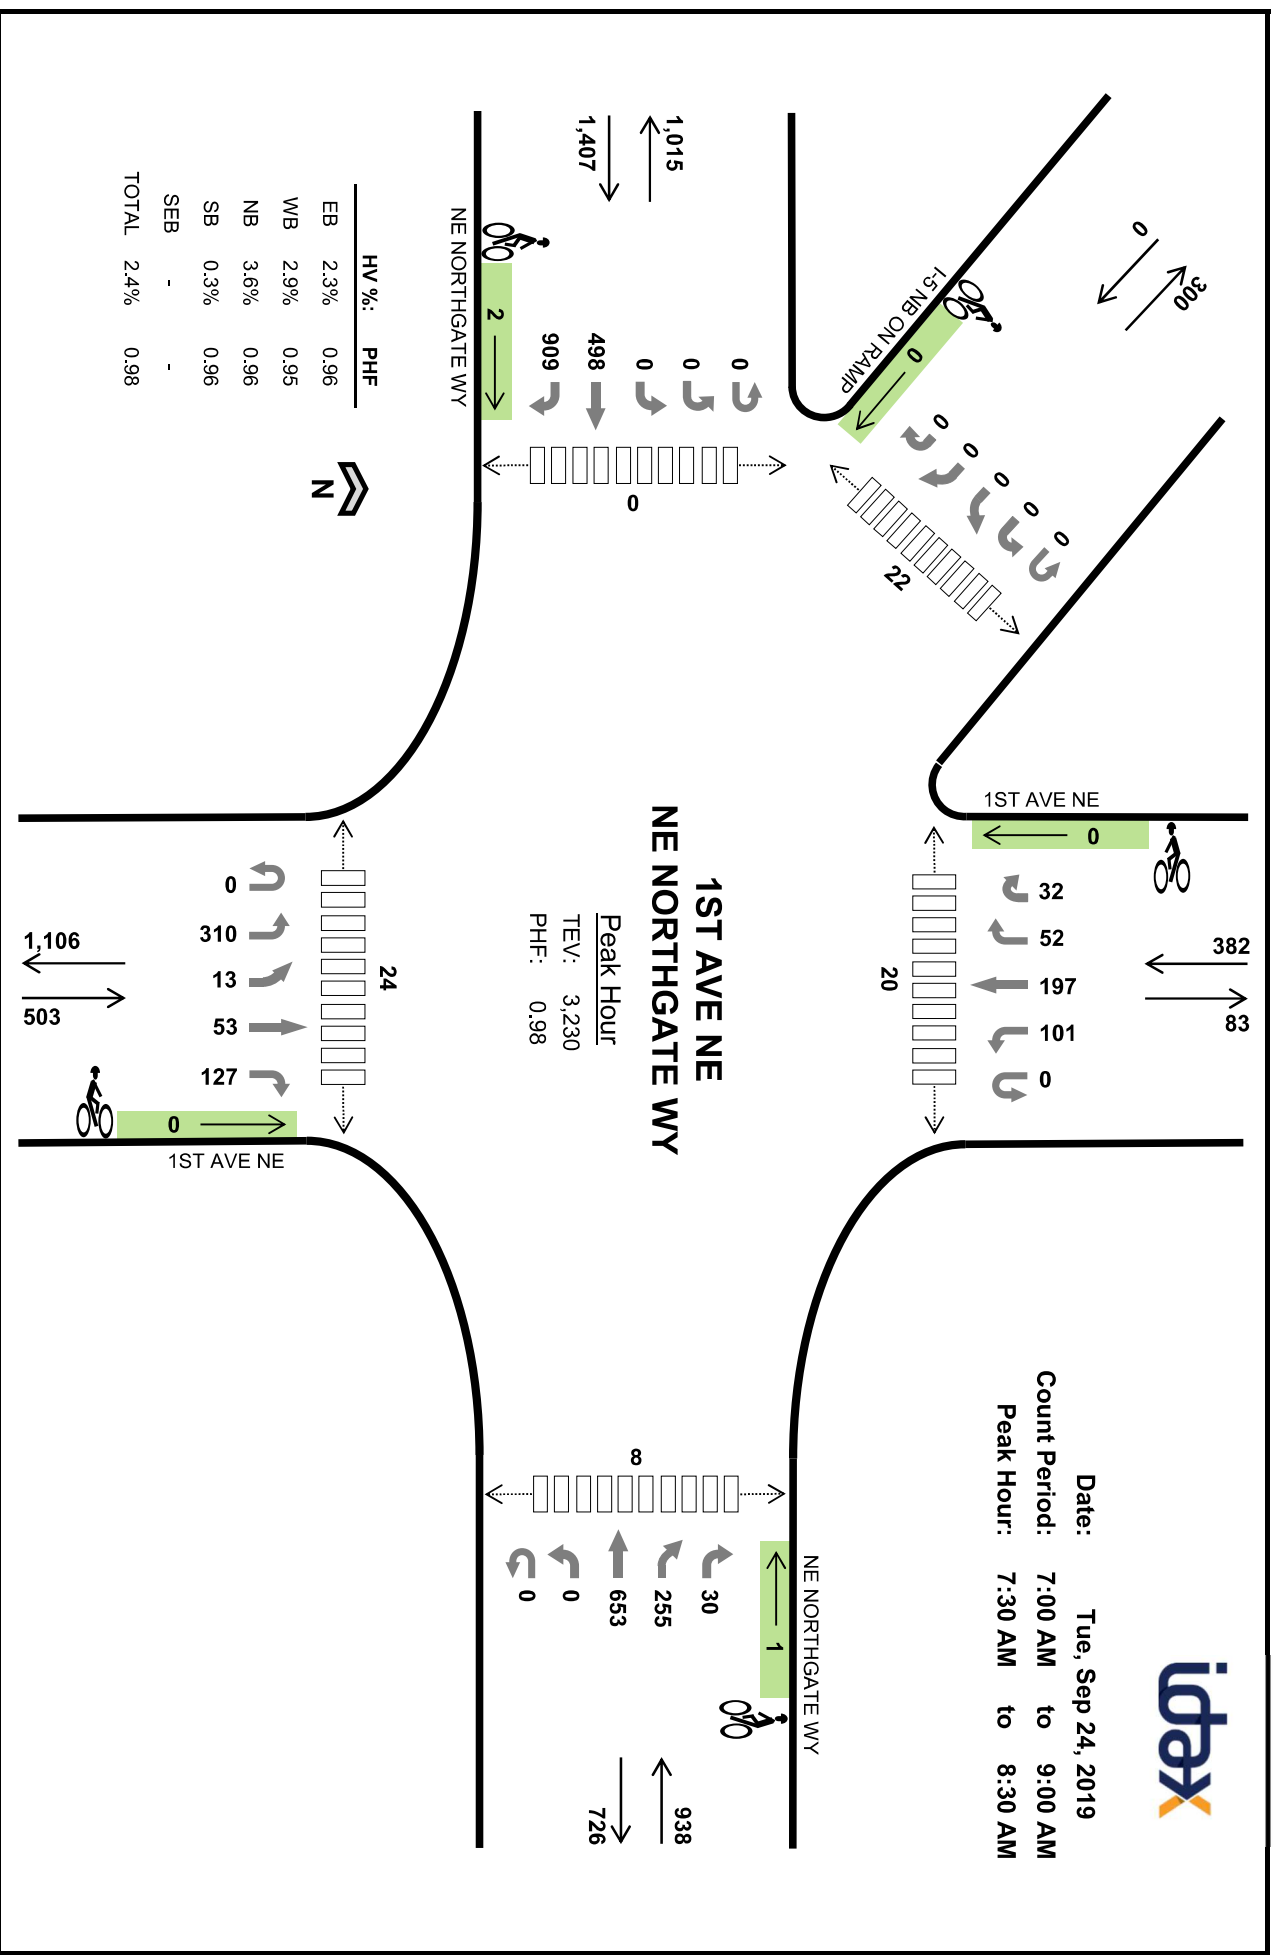 idax
Date: Tue, Sep 24, 2019
Count Period: 7:00 AM to 9:00 AM
Peak Hour: 7:30 AM to 8:30 AM
0
300
I-5 NB ON RAMP
0
0
0
0
0
0
22
1ST AVE NE
0
32
52
197
101
0
382
83
20
1,015
1,407
NE NORTHGATE WY
2
0
0
0
498
909
0
1ST AVE NE
NE NORTHGATE WY
Peak Hour
TEV: 3,230
PHF: 0.98
8
NE NORTHGATE WY
1
30
255
653
0
0
938
726
24
0
310
13
53
127
1,106
503
0
1ST AVE NE
N
HV %: PHF
EB 2.3% 0.96
WB 2.9% 0.95
NB 3.6% 0.96
SB 0.3% 0.96
SEB - -
TOTAL 2.4% 0.98